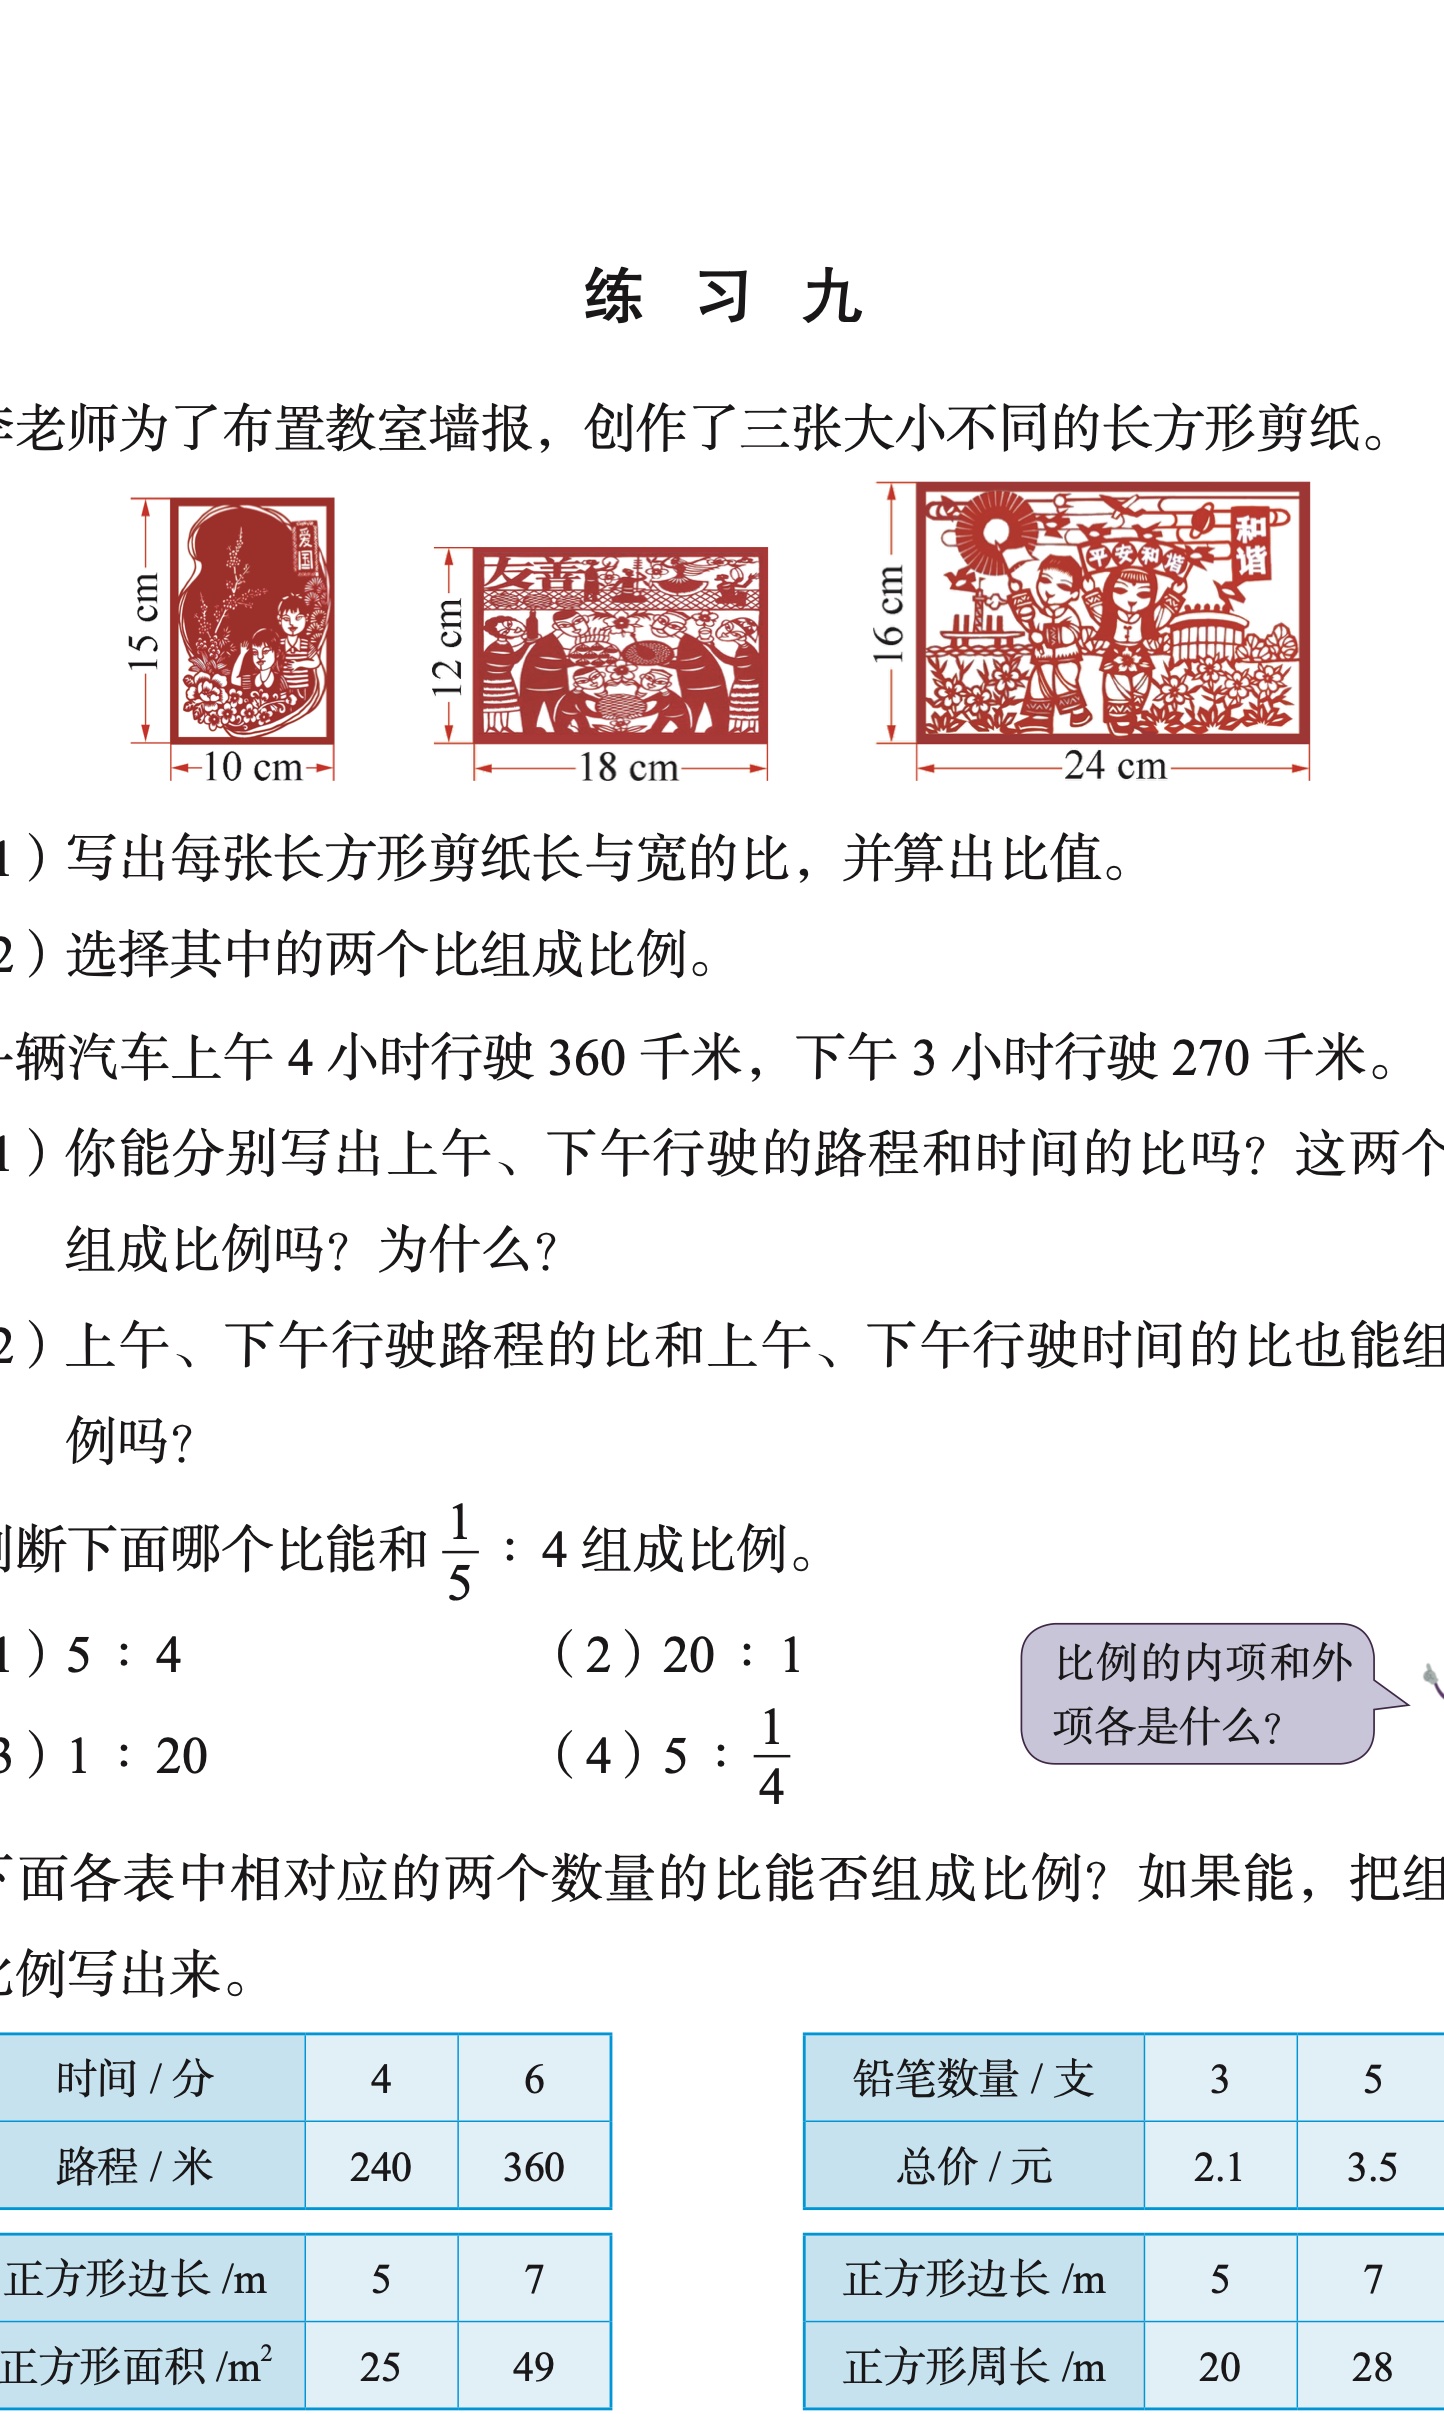 练 习 九
李老师为了布置教室墙报，创作了三张大小不同的长方形剪纸。
爱国
15 cm
10 cm
友善
12 cm
18 cm
和谐
平安和谐
16 cm
24 cm
1）写出每张长方形剪纸长与宽的比，并算出比值。
2）选择其中的两个比组成比例。
一辆汽车上午 4 小时行驶 360 千米，下午 3 小时行驶 270 千米。
1）你能分别写出上午、下午行驶的路程和时间的比吗？这两个
组成比例吗？为什么？
2）上午、下午行驶路程的比和上午、下午行驶时间的比也能组
例吗？
判断下面哪个比能和 1/5 ：4 组成比例。
1）5 ：4 （2）20 ：1
3）1 ：20 （4）5 ：1/4
比例的内项和外
项各是什么？
下面各表中相对应的两个数量的比能否组成比例？如果能，把组
比例写出来。
时间 / 分 4 6
路程 / 米 240 360
铅笔数量 / 支 3 5
总价 / 元 2.1 3.5
正方形边长 /m 5 7
正方形面积 /m² 25 49
正方形边长 /m 5 7
正方形周长 /m 20 28